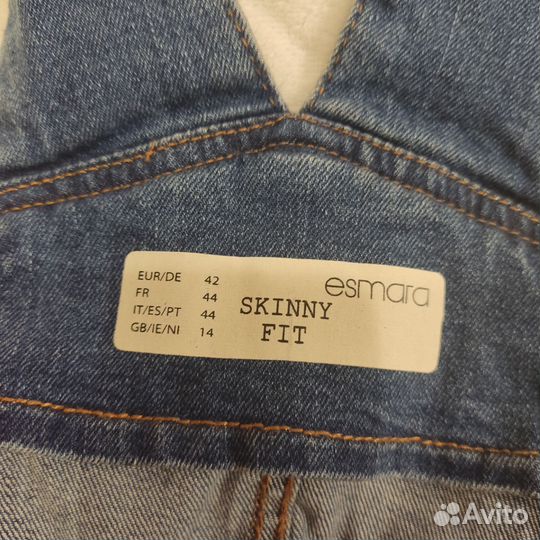 EUR/DE 42
FR 44
IT/ES/PT 44
GB/IE/NI 14
SKINNY
FIT
esmara
Avito